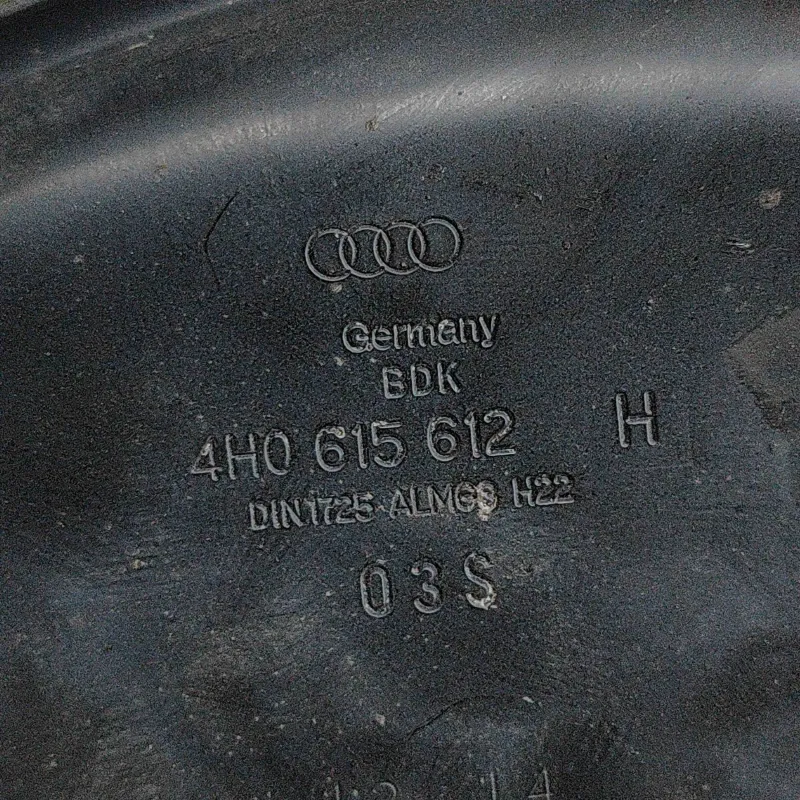 Germany
BDK
4H0 615 612 H
DIN1725 ALMG3 H22
03S